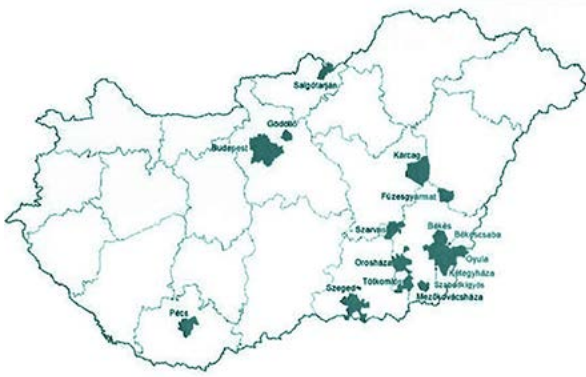 Salgótarján
Gödöllő
Budapest
Karcag
Füzesgyarmat
Szarvas
Békés
Békéscsaba
Gyula
Orosháza
Kétegyháza
Tótkomlós
Szabadkígyós
Szeged
Mezőkovácsháza
Pécs